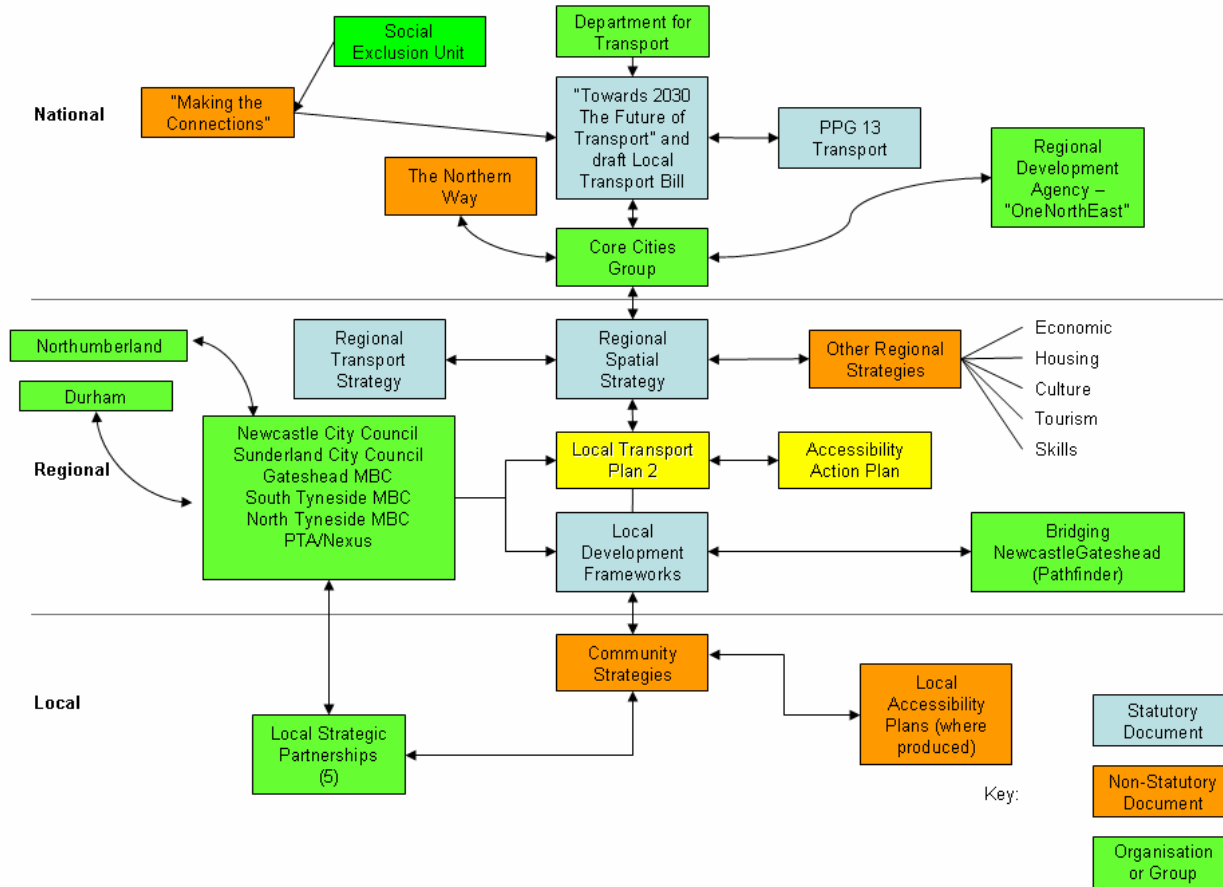 Social
Exclusion Unit
Department for
Transport
National
"Making the
Connections"
"Towards 2030
The Future of
Transport" and
draft Local
Transport Bill
PPG 13
Transport
The Northern
Way
Regional
Development
Agency –
"OneNorthEast"
Core Cities
Group
Northumberland
Durham
Regional
Transport
Strategy
Regional
Spatial
Strategy
Other Regional
Strategies
Economic
Housing
Culture
Tourism
Skills
Regional
Newcastle City Council
Sunderland City Council
Gateshead MBC
South Tyneside MBC
North Tyneside MBC
PTA/Nexus
Local Transport
Plan 2
Accessibility
Action Plan
Local
Development
Frameworks
Bridging
NewcastleGateshead
(Pathfinder)
Local
Community
Strategies
Local Strategic
Partnerships
(5)
Local
Accessibility
Plans (where
produced)
Key:
Statutory
Document
Non-Statutory
Document
Organisation
or Group